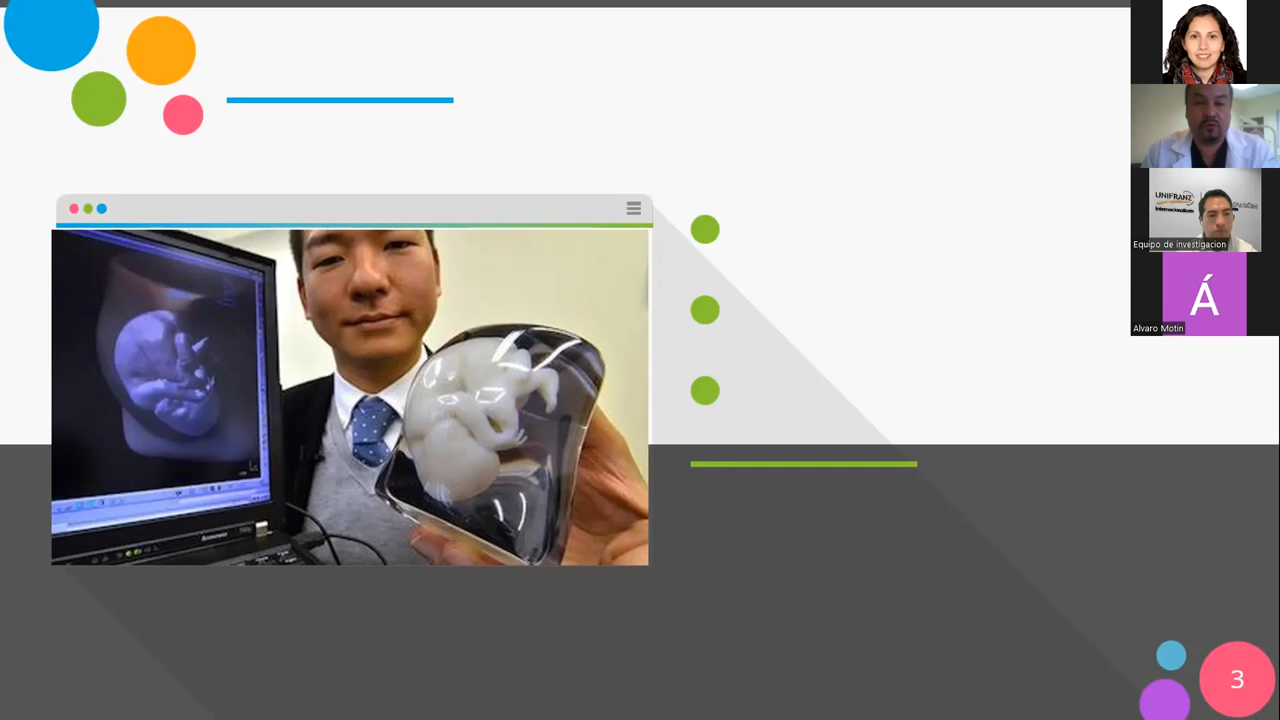 UNIFRANZ
Equipo de investigacion
Á
Alvaro Motin
lenovo
3